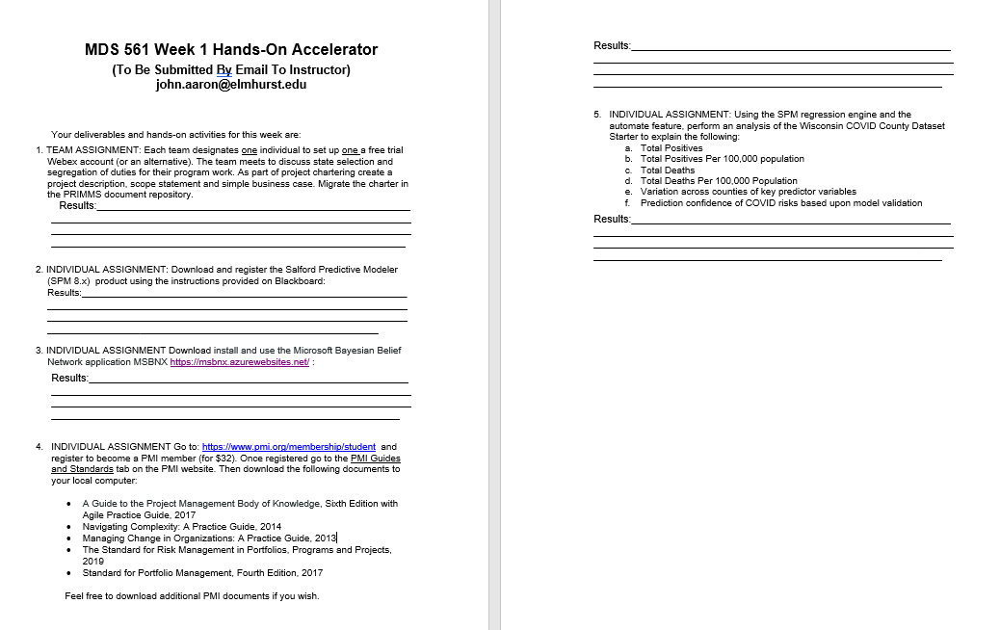 MDS 561 Week 1 Hands-On Accelerator
(To Be Submitted By Email To Instructor)
john.aaron@elmhurst.edu
Your deliverables and hands-on activities for this week are:
1. TEAM ASSIGNMENT: Each team designates one individual to set up one a free trial
Webex account (or an alternative). The team meets to discuss state selection and
segregation of duties for their program work. As part of project chartering create a
project description, scope statement and simple business case. Migrate the charter in
the PRIMMS document repository.
Results:
2. INDIVIDUAL ASSIGNMENT: Download and register the Salford Predictive Modeler
(SPM 8.x) product using the instructions provided on Blackboard:
Results:
3. INDIVIDUAL ASSIGNMENT Download install and use the Microsoft Bayesian Belief
Network application MSBNX https://msbnx.azurewebsites.net/ :
Results:
4. INDIVIDUAL ASSIGNMENT Go to: https://www.pmi.org/membership/student and
register to become a PMI member (for $32). Once registered go to the PMI Guides
and Standards tab on the PMI website. Then download the following documents to
your local computer:
• A Guide to the Project Management Body of Knowledge, Sixth Edition with
Agile Practice Guide, 2017
• Navigating Complexity: A Practice Guide, 2014
• Managing Change in Organizations: A Practice Guide, 2013
• The Standard for Risk Management in Portfolios, Programs and Projects,
2019
• Standard for Portfolio Management, Fourth Edition, 2017
Feel free to download additional PMI documents if you wish.
Results:
5. INDIVIDUAL ASSIGNMENT: Using the SPM regression engine and the
automate feature, perform an analysis of the Wisconsin COVID County Dataset
Starter to explain the following:
a. Total Positives
b. Total Positives Per 100,000 population
c. Total Deaths
d. Total Deaths Per 100,000 Population
e. Variation across counties of key predictor variables
f. Prediction confidence of COVID risks based upon model validation
Results: